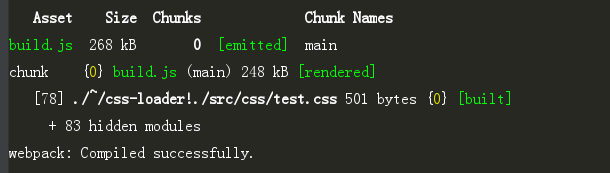 Asset Size Chunks Chunk Names
build.js 268 kB 0 [emitted] main
chunk {0} build.js (main) 248 kB [rendered]
[78] ./~/css-loader!./src/css/test.css 501 bytes {0} [built]
+ 83 hidden modules
webpack: Compiled successfully.